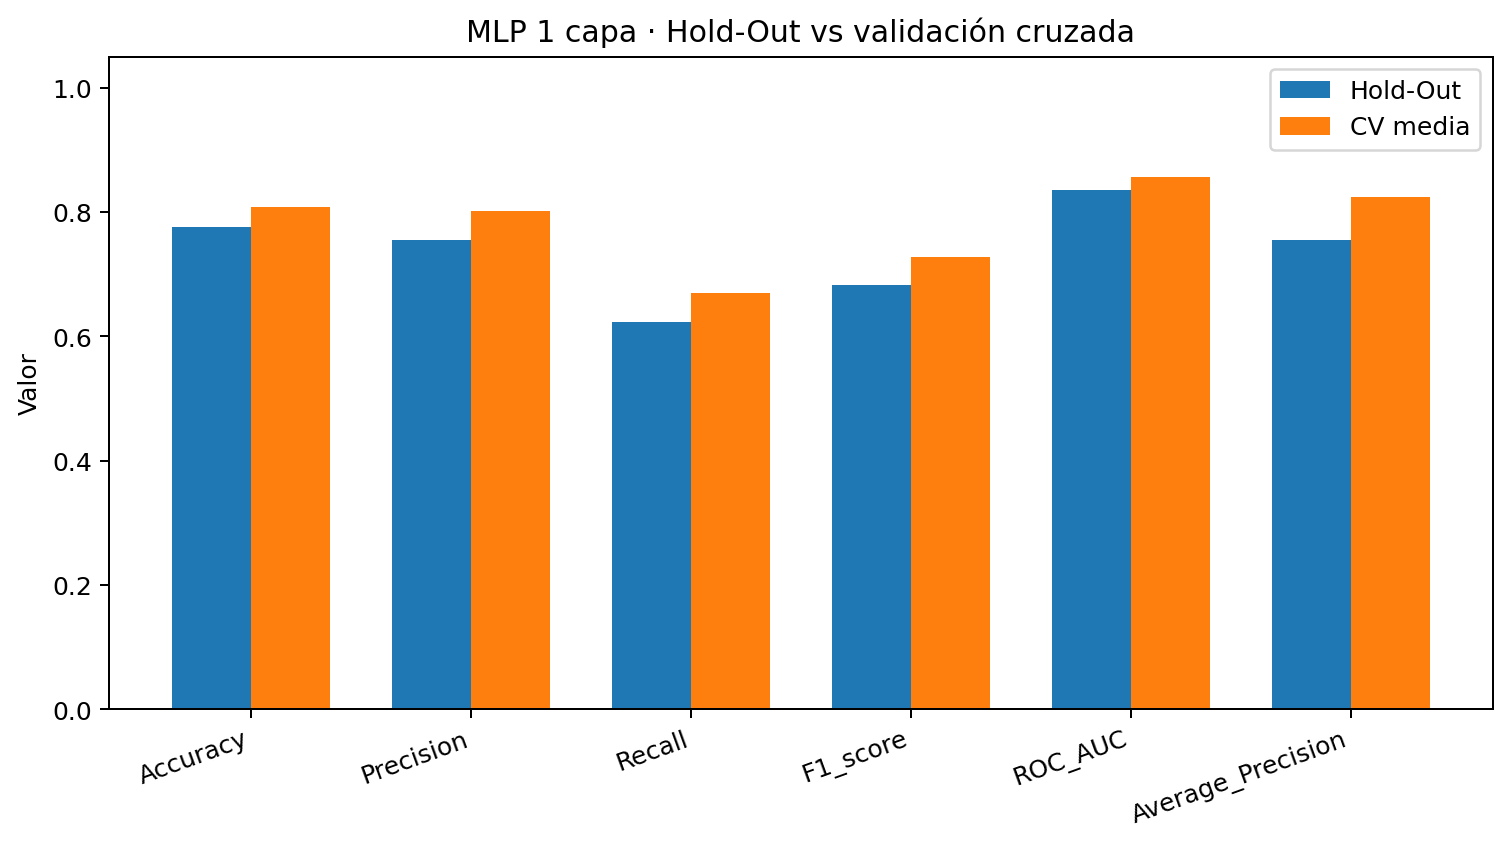 MLP 1 capa · Hold-Out vs validación cruzada
Hold-Out
CV media
Valor
1.0
0.8
0.6
0.4
0.2
0.0
Accuracy
Precision
Recall
F1_score
ROC_AUC
Average_Precision